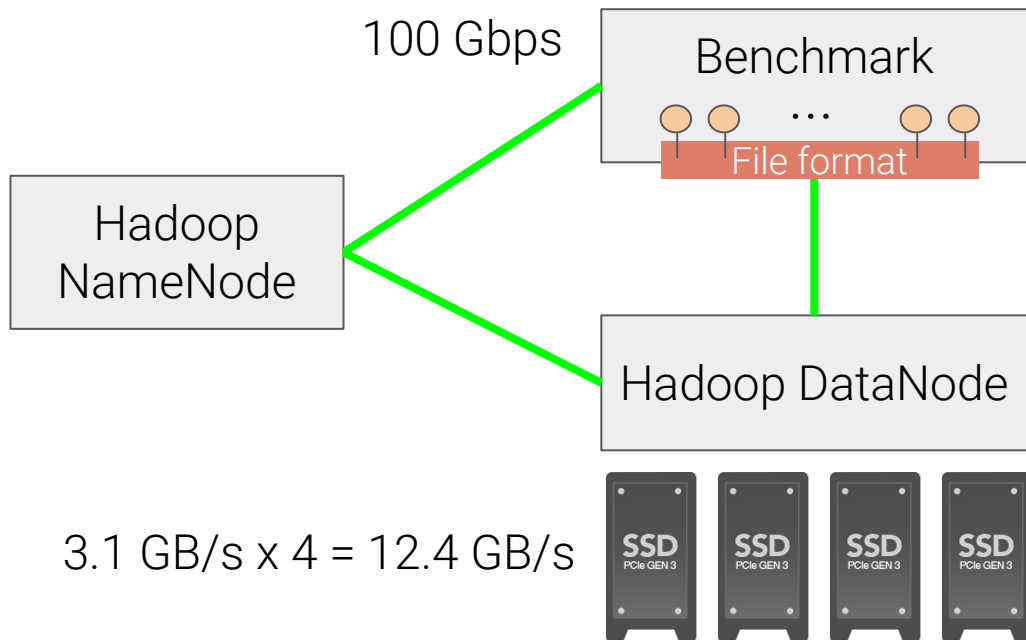 100 Gbps
Benchmark
...
File format
Hadoop
NameNode
Hadoop DataNode
3.1 GB/s x 4 = 12.4 GB/s
SSD
PCIe GEN 3
SSD
PCIe GEN 3
SSD
PCIe GEN 3
SSD
PCIe GEN 3